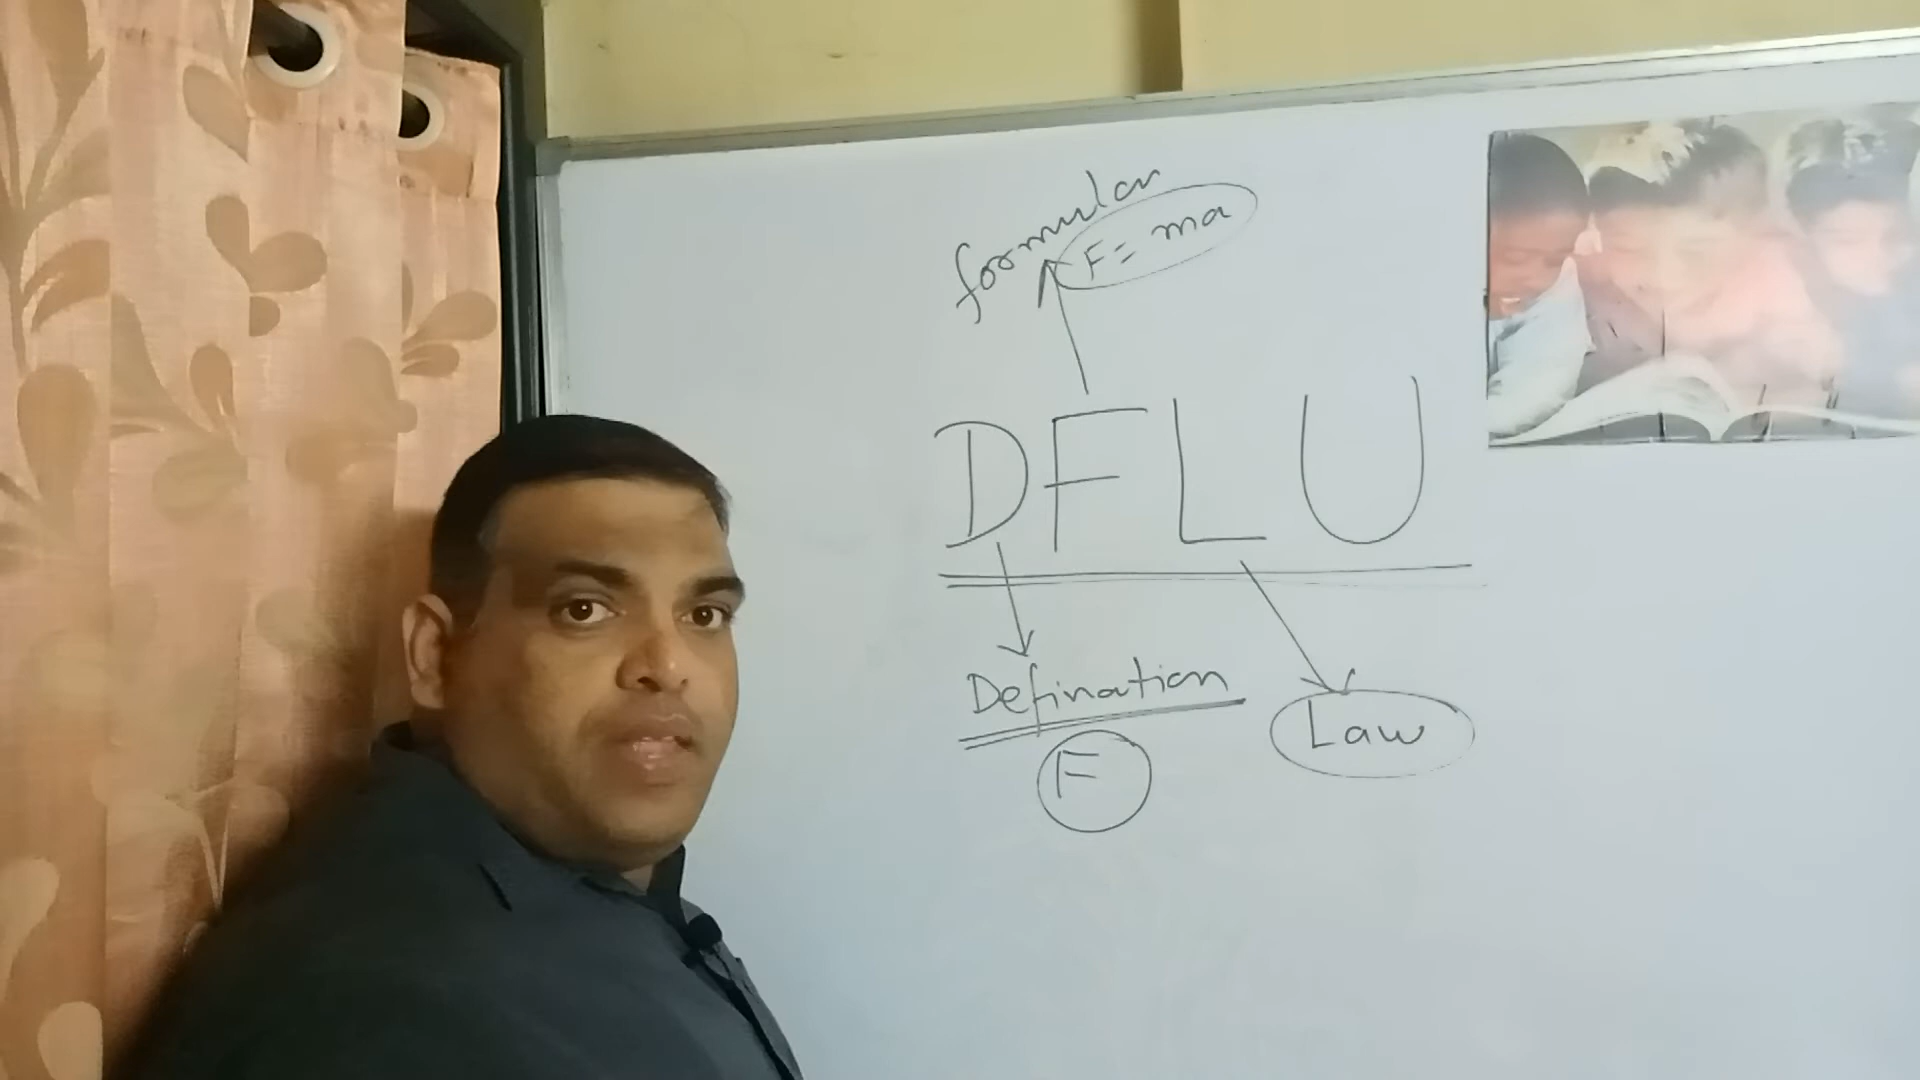 formular
F = ma
DFLU
Defination
Law
F